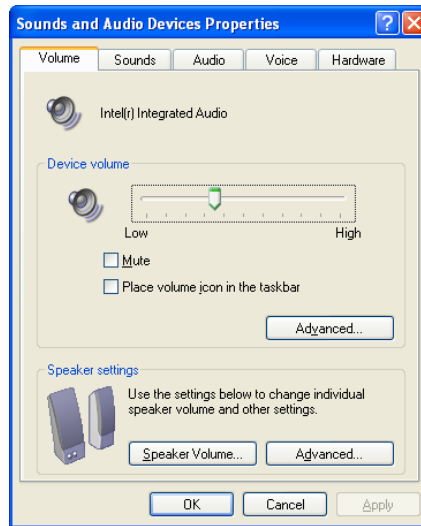 Sounds and Audio Devices Properties
Volume Sounds Audio Voice Hardware
Intel(r) Integrated Audio
Device volume
Low High
Mute
Place volume icon in the taskbar
Advanced...
Speaker settings
Use the settings below to change individual
speaker volume and other settings.
Speaker Volume... Advanced...
OK Cancel Apply